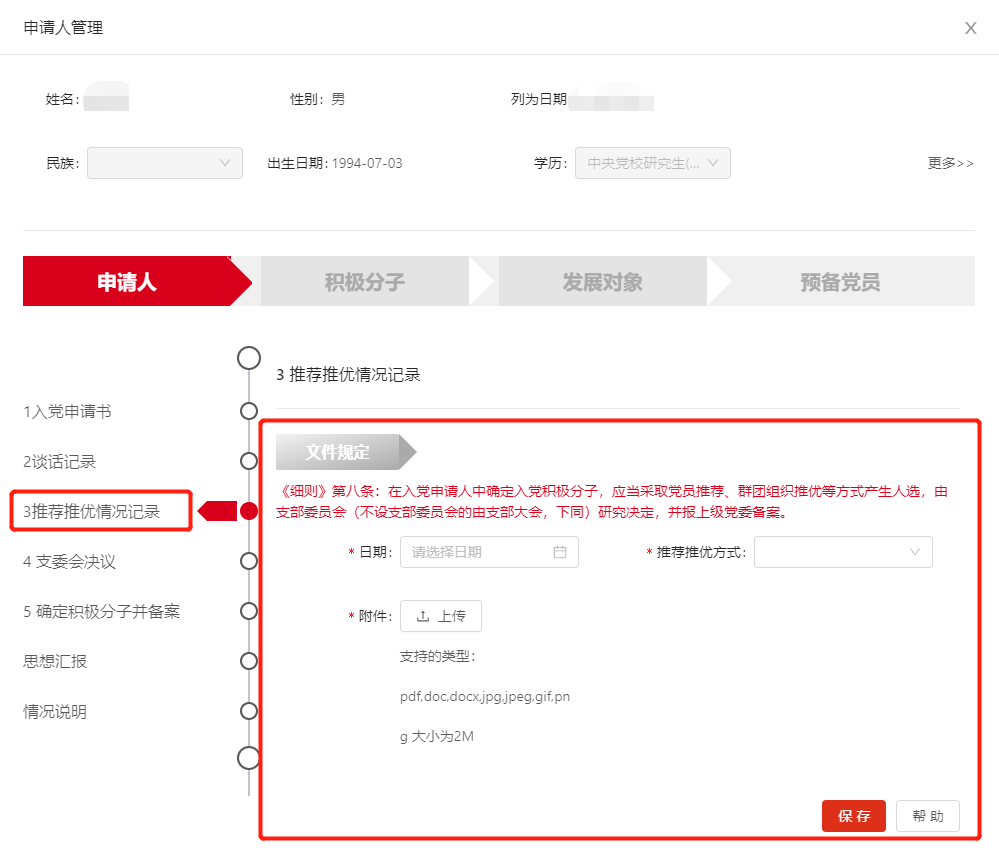 申请人管理
X
姓名：
性别： 男
列为日期
民族：
出生日期： 1994-07-03
学历： 中央党校研究生(...
更多>>
申请人
积极分子
发展对象
预备党员
3 推荐推优情况记录
1入党申请书
2谈话记录
3推荐推优情况记录
4 支委会决议
5 确定积极分子并备案
思想汇报
情况说明
文件规定
《细则》第八条：在入党申请人中确定入党积极分子，应当采取党员推荐、群团组织推优等方式产生人选，由
支部委员会（不设支部委员会的由支部大会，下同）研究决定，并报上级党委备案。
* 日期： 请选择日期
* 推荐推优方式：
* 附件： 上传
支持的类型：
pdf,doc,docx,jpg,jpeg,gif,pn
g 大小为2M
保 存
帮 助